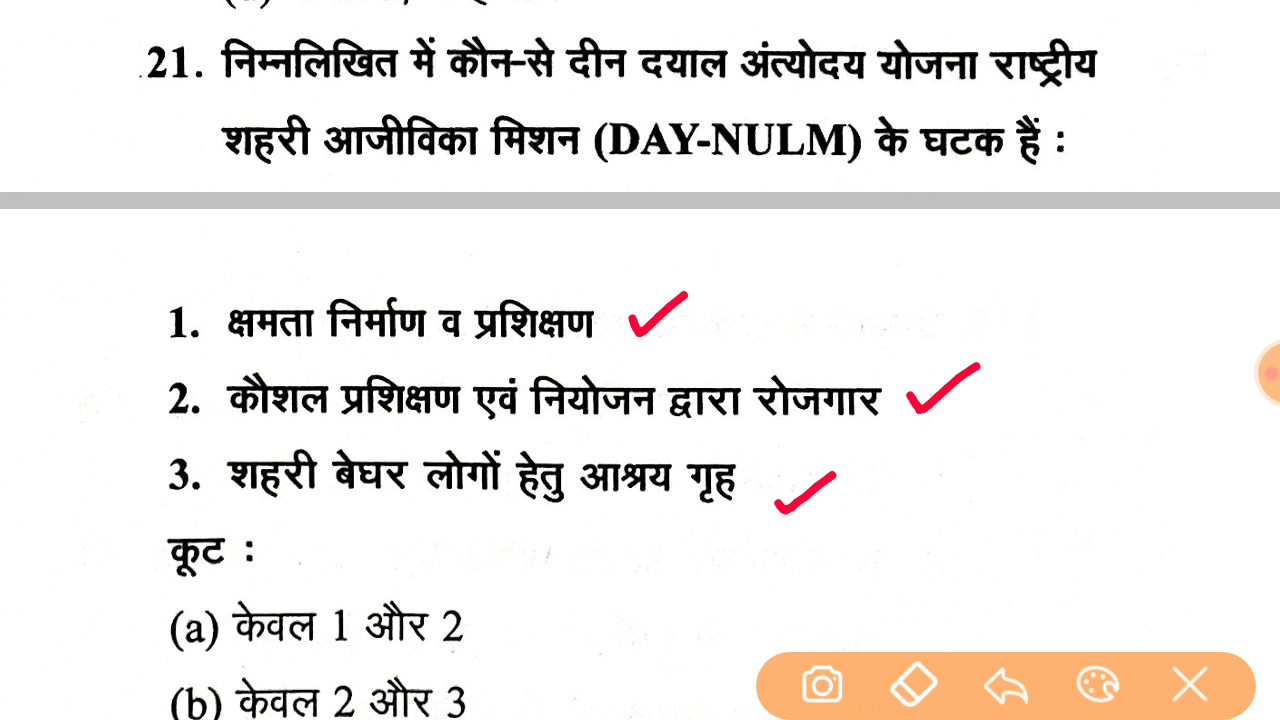 21. निम्नलिखित में कौन-से दीन दयाल अंत्योदय योजना राष्ट्रीय
शहरी आजीविका मिशन (DAY-NULM) के घटक हैं :
1. क्षमता निर्माण व प्रशिक्षण
2. कौशल प्रशिक्षण एवं नियोजन द्वारा रोजगार
3. शहरी बेघर लोगों हेतु आश्रय गृह
कूट :
(a) केवल 1 और 2
(b) केवल 2 और 3